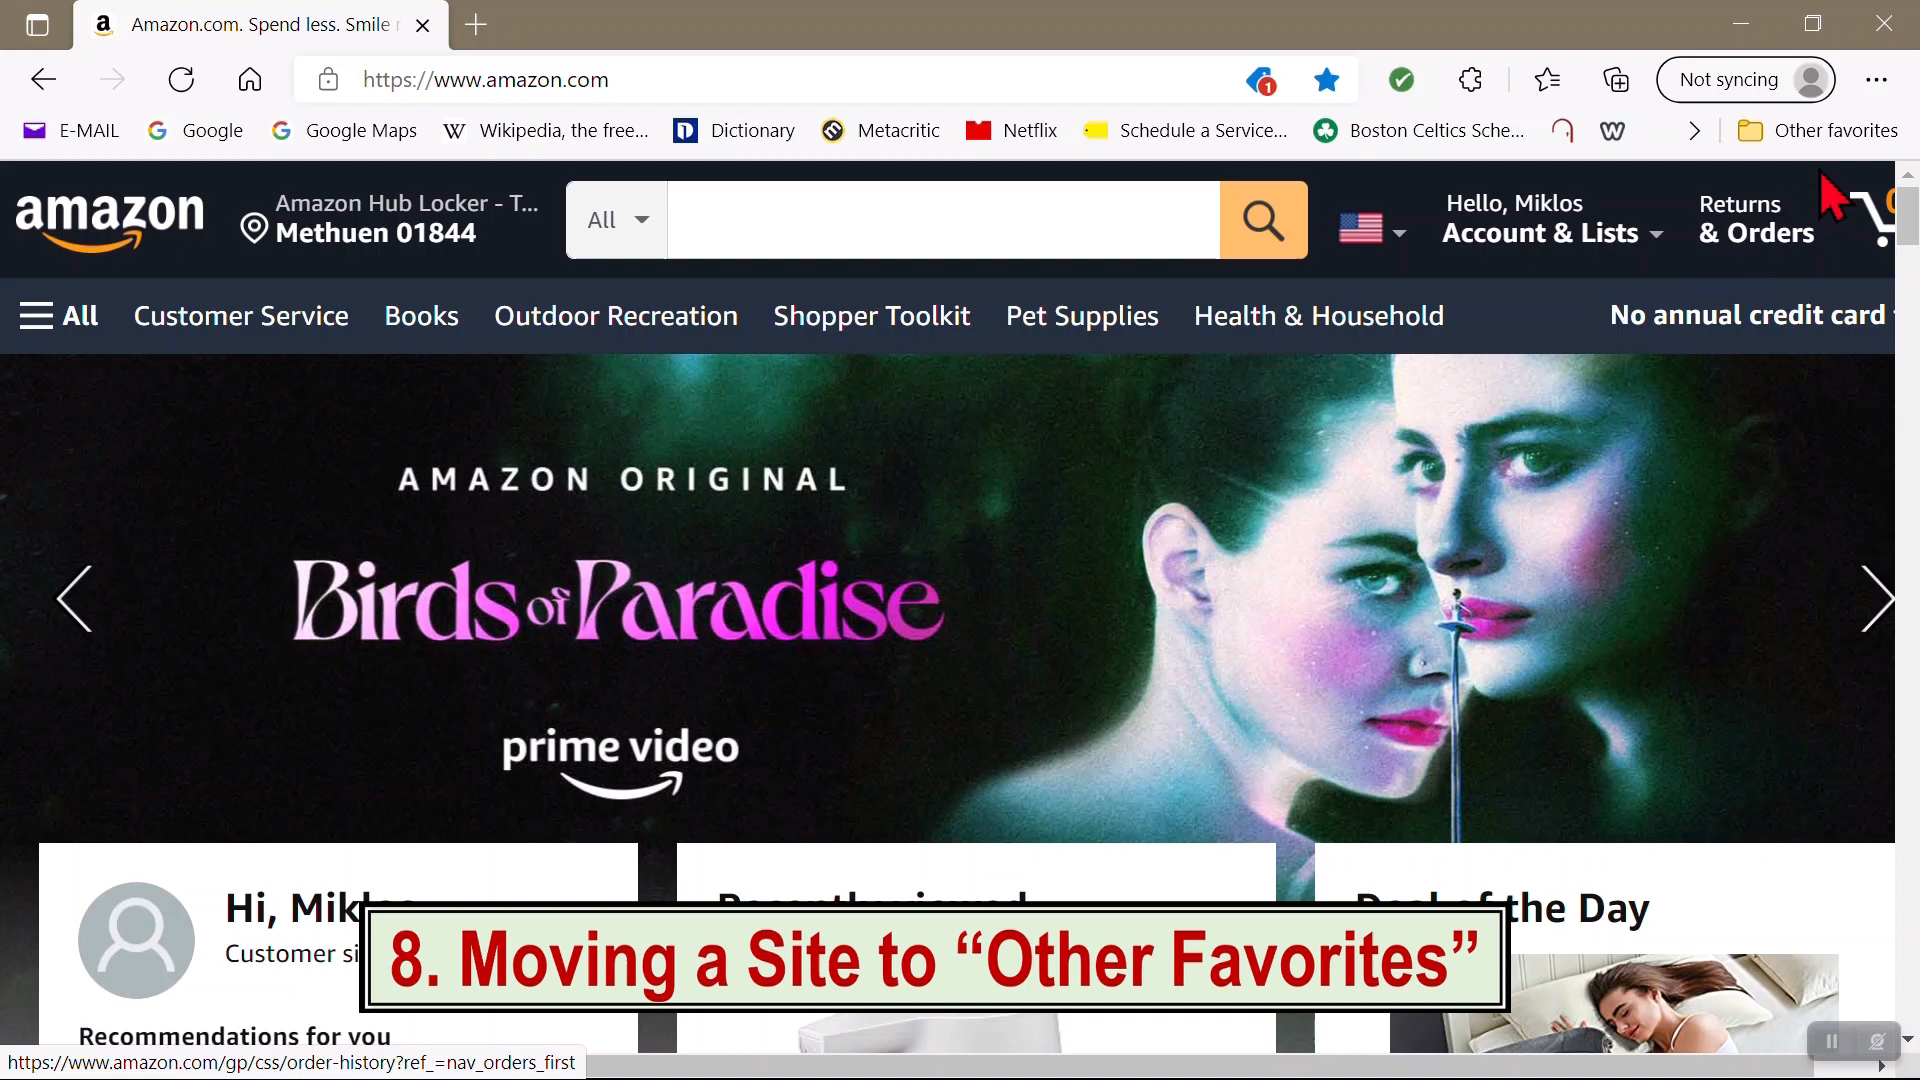 Amazon.com. Spend less. Smile
https://www.amazon.com
1
Not syncing
E-MAIL
Google
Google Maps
Wikipedia, the free...
Dictionary
Metacritic
Netflix
Schedule a Service...
Boston Celtics Sche...
Other favorites
amazon
Amazon Hub Locker - T...
Methuen 01844
All
Hello, Miklos
Account & Lists
Returns
& Orders
All
Customer Service
Books
Outdoor Recreation
Shopper Toolkit
Pet Supplies
Health & Household
No annual credit card
AMAZON ORIGINAL
Birds of Paradise
prime video
Hi, Miklos
Recently viewed
Deal of the Day
Customer si
8. Moving a Site to “Other Favorites”
Recommendations for you
https://www.amazon.com/gp/css/order-history?ref_=nav_orders_first